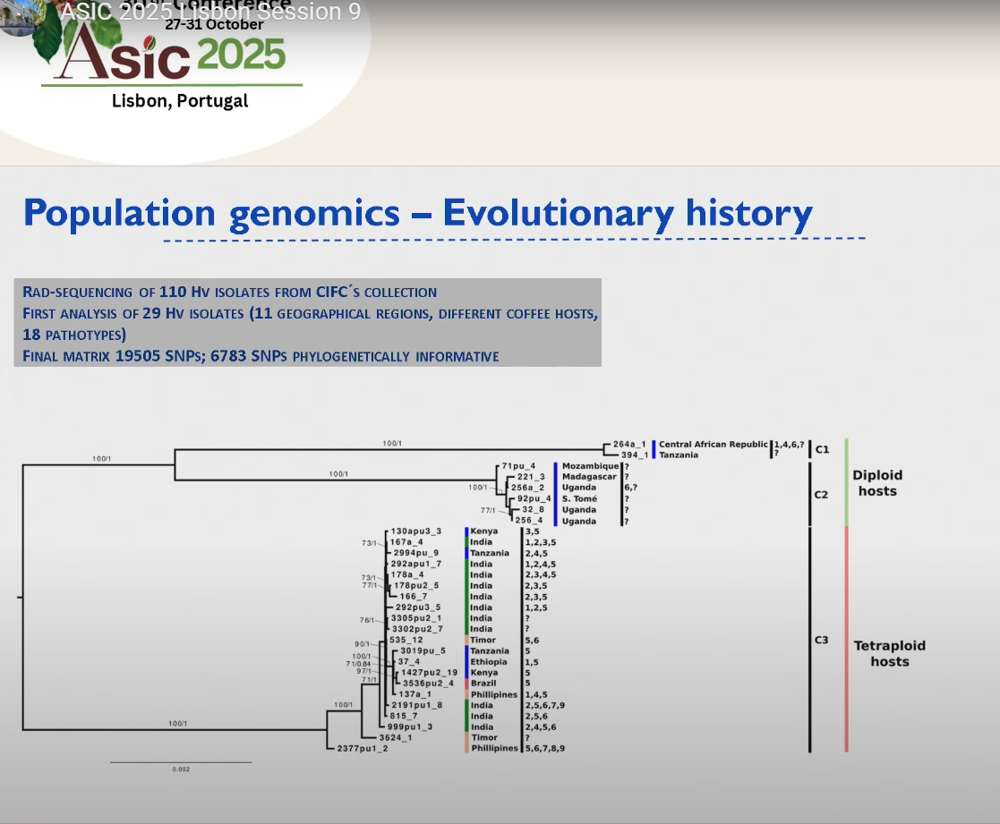 ASIC 2025 Lisbon Session 9
Conference
27-31 October
Asic 2025
Lisbon, Portugal
Population genomics – Evolutionary history
RAD-SEQUENCING OF 110 HV ISOLATES FROM CIFC´S COLLECTION
FIRST ANALYSIS OF 29 HV ISOLATES (11 GEOGRAPHICAL REGIONS, DIFFERENT COFFEE HOSTS,
18 PATHOTYPES)
FINAL MATRIX 19505 SNPS; 6783 SNPS PHYLOGENETICALLY INFORMATIVE
100/1
100/1
100/1
100/1
77/1
264a_1 Central African Republic 1,4,6,?
394_1 Tanzania ?
C1
71pu_4 Mozambique ?
221_3 Madagascar ?
256a_2 Uganda 6,?
92pu_4 S. Tomé ?
32_8 Uganda ?
256_4 Uganda ?
C2
Diploid
hosts
73/1
73/1
77/1
76/1
90/1
100/1
71/0.84
97/1
71/1
100/1
100/1
130apu3_3 Kenya 3,5
167a_4 India 1,2,3,5
2994pu_9 Tanzania 2,4,5
292apu1_7 India 1,2,4,5
178a_4 India 2,3,4,5
178pu2_5 India 2,3,5
166_7 India 2,3,5
292pu3_5 India 1,2,5
3305pu2_1 India ?
3302pu2_7 India ?
535_12 Timor 5,6
3019pu_5 Tanzania 5
37_4 Ethiopia 1,5
1427pu2_19 Kenya 5
3536pu2_4 Brazil 5
137a_1 Phillipines 1,4,5
2191pu1_8 India 2,5,6,7,9
815_7 India 2,5,6
999pu1_3 India 2,4,5,6
3624_1 Timor ?
2377pu1_2 Phillipines 5,6,7,8,9
C3
Tetraploid
hosts
0.002